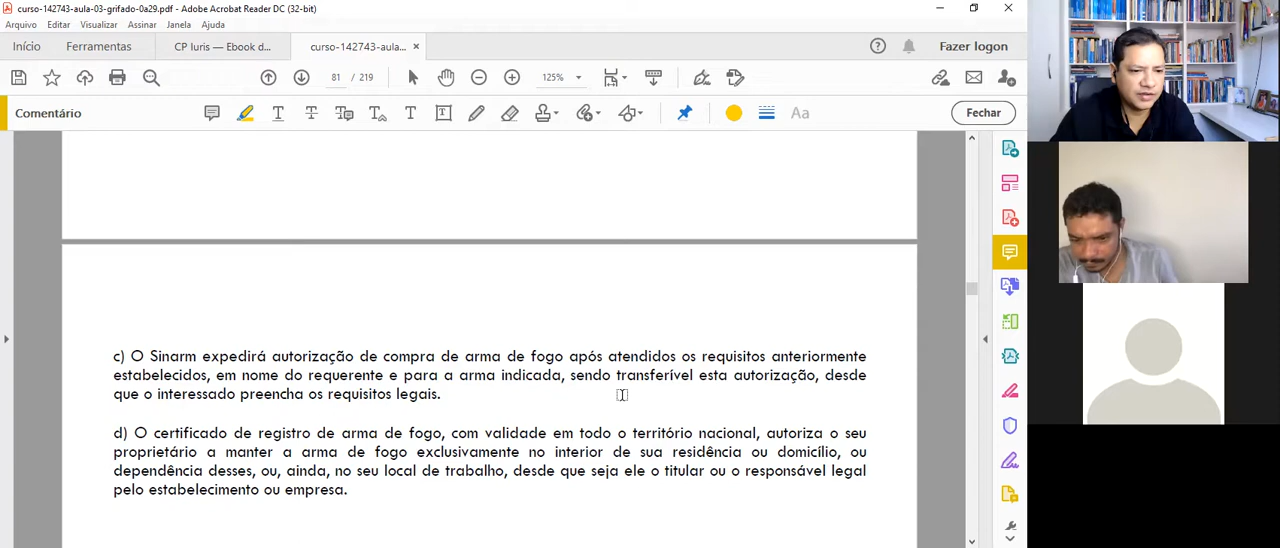 curso-142743-aula-03-grifado-0a29.pdf - Adobe Acrobat Reader DC (32-bit)
Arquivo Editar Visualizar Assinar Janela Ajuda
Início Ferramentas CP Iuris — Ebook d... curso-142743-aula... × Fazer logon
81 / 219 125%
Comentário Aa Fechar
c) O Sinarm expedirá autorização de compra de arma de fogo após atendidos os requisitos anteriormente
estabelecidos, em nome do requerente e para a arma indicada, sendo transferível esta autorização, desde
que o interessado preencha os requisitos legais.
d) O certificado de registro de arma de fogo, com validade em todo o território nacional, autoriza o seu
proprietário a manter a arma de fogo exclusivamente no interior de sua residência ou domicílio, ou
dependência desses, ou, ainda, no seu local de trabalho, desde que seja ele o titular ou o responsável legal
pelo estabelecimento ou empresa.